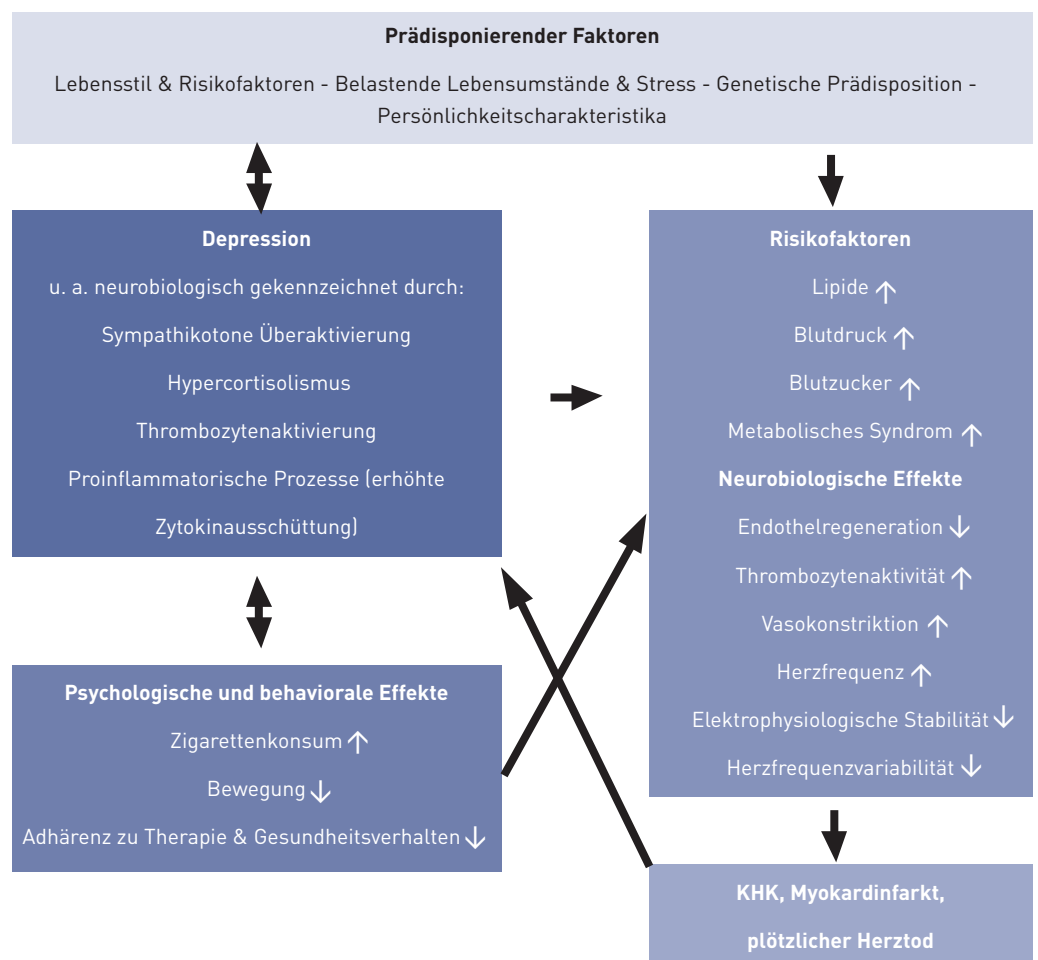 Prädisponierender Faktoren
Lebensstil & Risikofaktoren - Belastende Lebensumstände & Stress - Genetische Prädisposition -
Persönlichkeitscharakteristika
Depression
u. a. neurobiologisch gekennzeichnet durch:
Sympathikotone Überaktivierung
Hypercortisolismus
Thrombozytenaktivierung
Proinflammatorische Prozesse (erhöhte
Zytokinausschüttung)
Risikofaktoren
Lipide ↑
Blutdruck ↑
Blutzucker ↑
Metabolisches Syndrom ↑
Neurobiologische Effekte
Endothelregeneration ↓
Thrombozytenaktivität ↑
Vasokonstriktion ↑
Herzfrequenz ↑
Elektrophysiologische Stabilität ↓
Herzfrequenzvariabilität ↓
Psychologische und behaviorale Effekte
Zigarettenkonsum ↑
Bewegung ↓
Adhärenz zu Therapie & Gesundheitsverhalten ↓
KHK, Myokardinfarkt,
plötzlicher Herztod